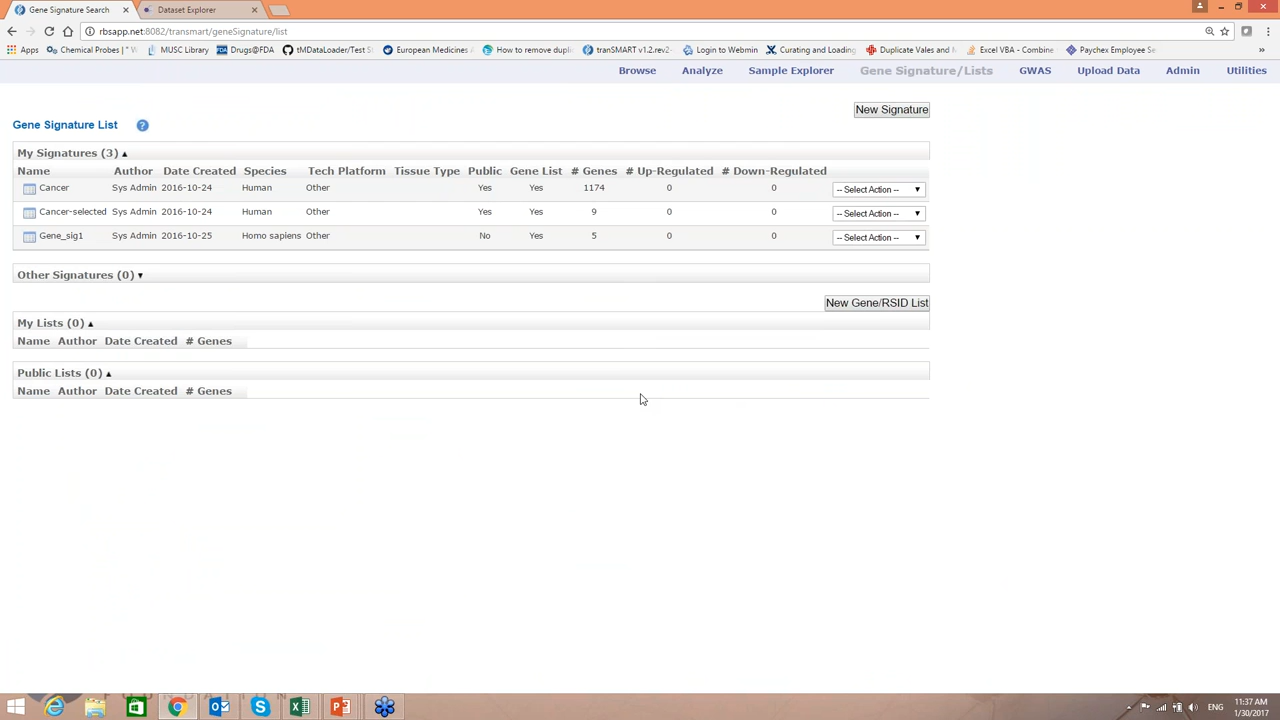 Gene Signature Search
Dataset Explorer
rbsapp.net:8082/transmart/geneSignature/list
Apps
Chemical Probes | "
MUSC Library
Drugs@FDA
tMDataLoader/Test S
European Medicines
How to remove dupli
tranSMART v1.2.rev2
Login to Webmin
Curating and Loading
Duplicate Vales and M
Excel VBA - Combine
Paychex Employee Se
Browse
Analyze
Sample Explorer
Gene Signature/Lists
GWAS
Upload Data
Admin
Utilities
New Signature
Gene Signature List
My Signatures (3)
Name Author Date Created Species Tech Platform Tissue Type Public Gene List # Genes # Up-Regulated # Down-Regulated
Cancer Sys Admin 2016-10-24 Human Other Yes Yes 1174 0 0 -- Select Action --
Cancer-selected Sys Admin 2016-10-24 Human Other Yes Yes 9 0 0 -- Select Action --
Gene_sig1 Sys Admin 2016-10-25 Homo sapiens Other No Yes 5 0 0 -- Select Action --
Other Signatures (0)
New Gene/RSID List
My Lists (0)
Name Author Date Created # Genes
Public Lists (0)
Name Author Date Created # Genes
ENG
11:37 AM
1/30/2017